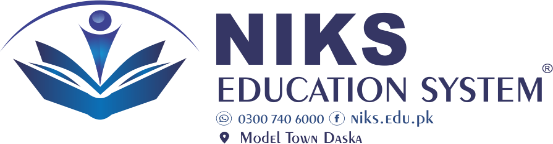 NIKS
EDUCATION SYSTEM®
0300 740 6000 niks.edu.pk
Model Town Daska